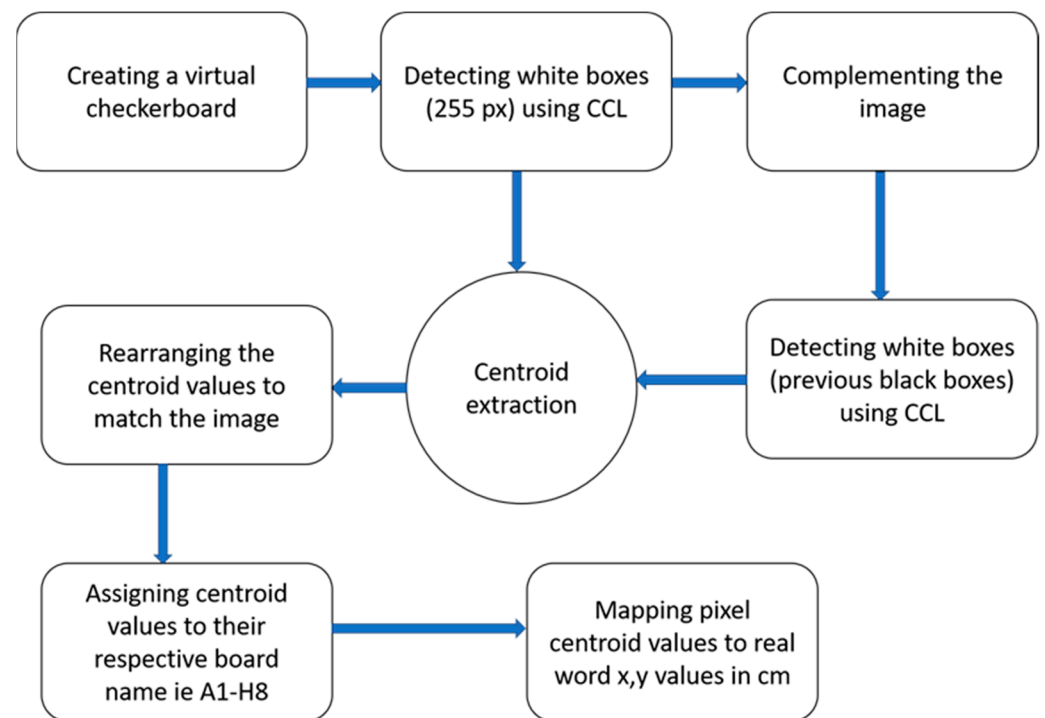 Creating a virtual
checkerboard
Detecting white boxes
(255 px) using CCL
Complementing the
image
Detecting white boxes
(previous black boxes)
using CCL
Centroid
extraction
Rearranging the
centroid values to
match the image
Assigning centroid
values to their
respective board
name ie A1-H8
Mapping pixel
centroid values to real
word x,y values in cm